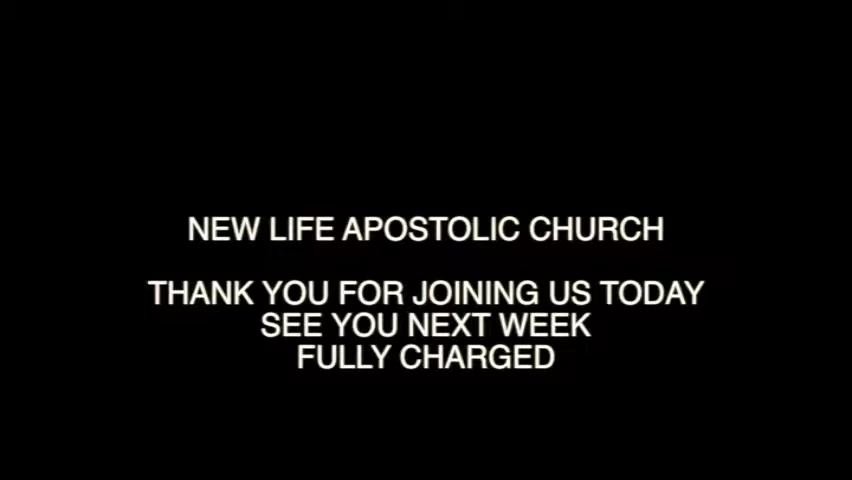 NEW LIFE APOSTOLIC CHURCH
THANK YOU FOR JOINING US TODAY
SEE YOU NEXT WEEK
FULLY CHARGED